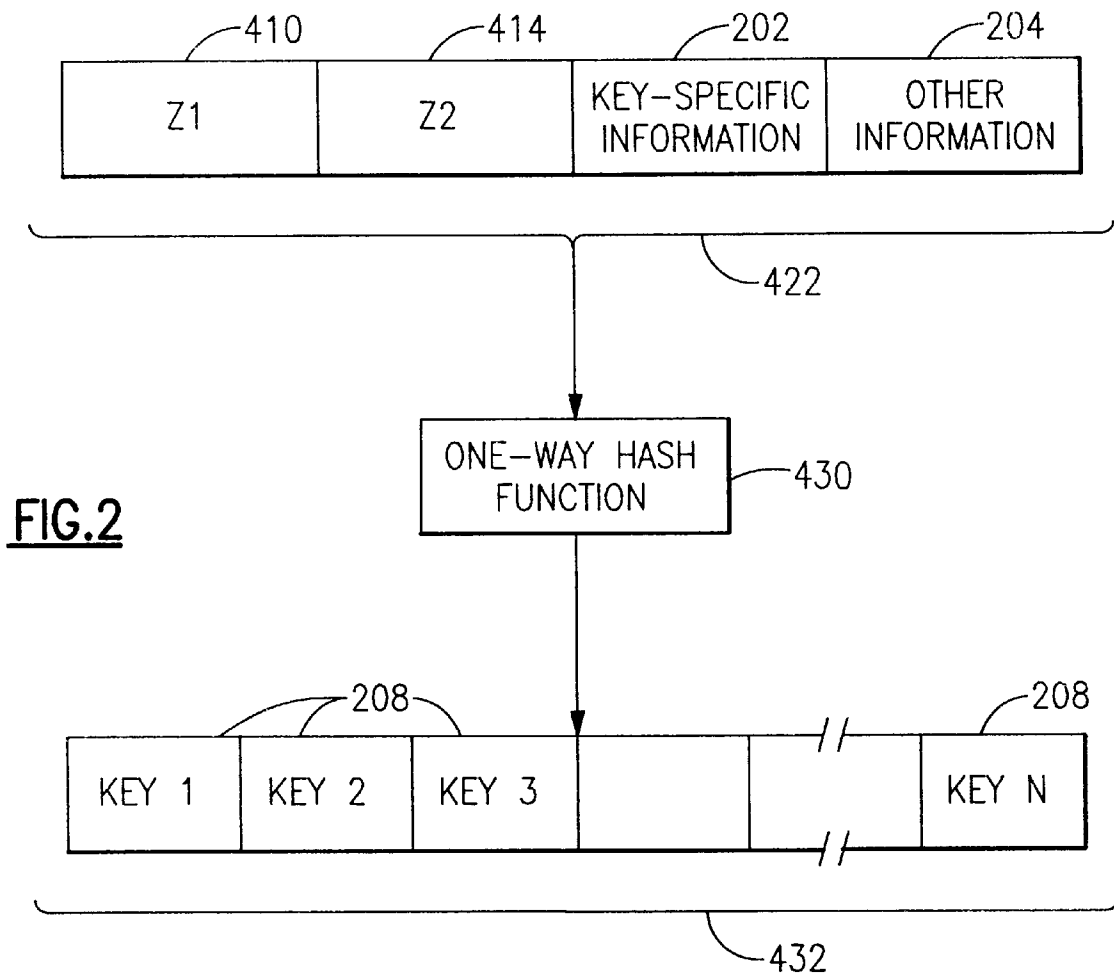 410 414 202 204
Z1 Z2 KEY-SPECIFIC INFORMATION OTHER INFORMATION
422
ONE-WAY HASH
FUNCTION
430
FIG.2
208 208
KEY 1 KEY 2 KEY 3 KEY N
432